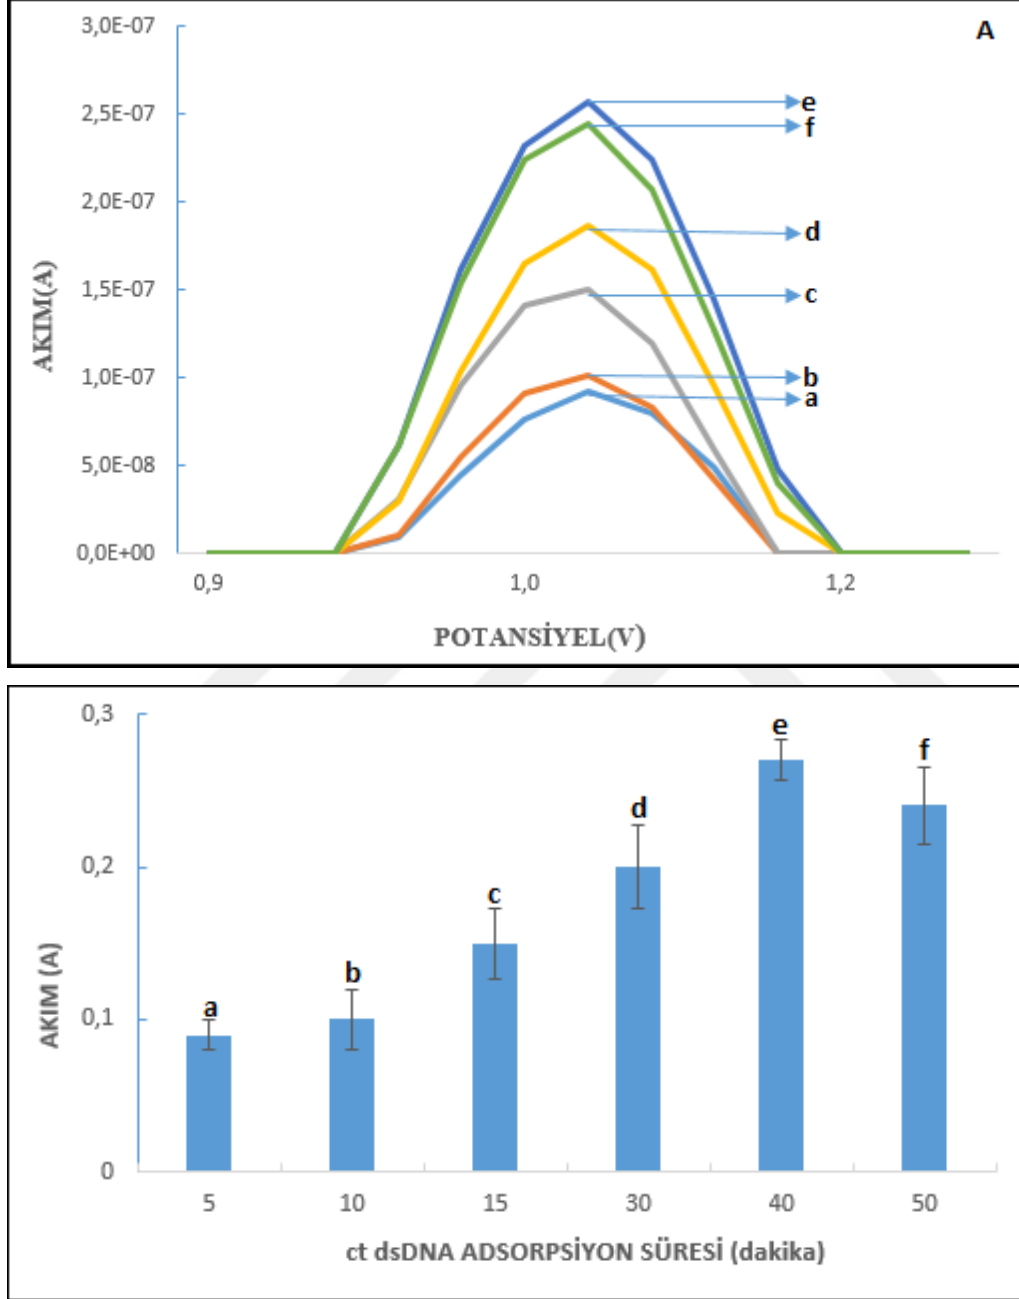 A
3,0E-07
2,5E-07
2,0E-07
1,5E-07
1,0E-07
5,0E-08
0,0E+00
AKIM(A)
e
f
d
c
b
a
0,9
1,0
1,2
POTANSİYEL(V)
0,3
0,2
0,1
0
AKIM (A)
a
b
c
d
e
f
5
10
15
30
40
50
ct dsDNA ADSORPSİYON SÜRESİ (dakika)